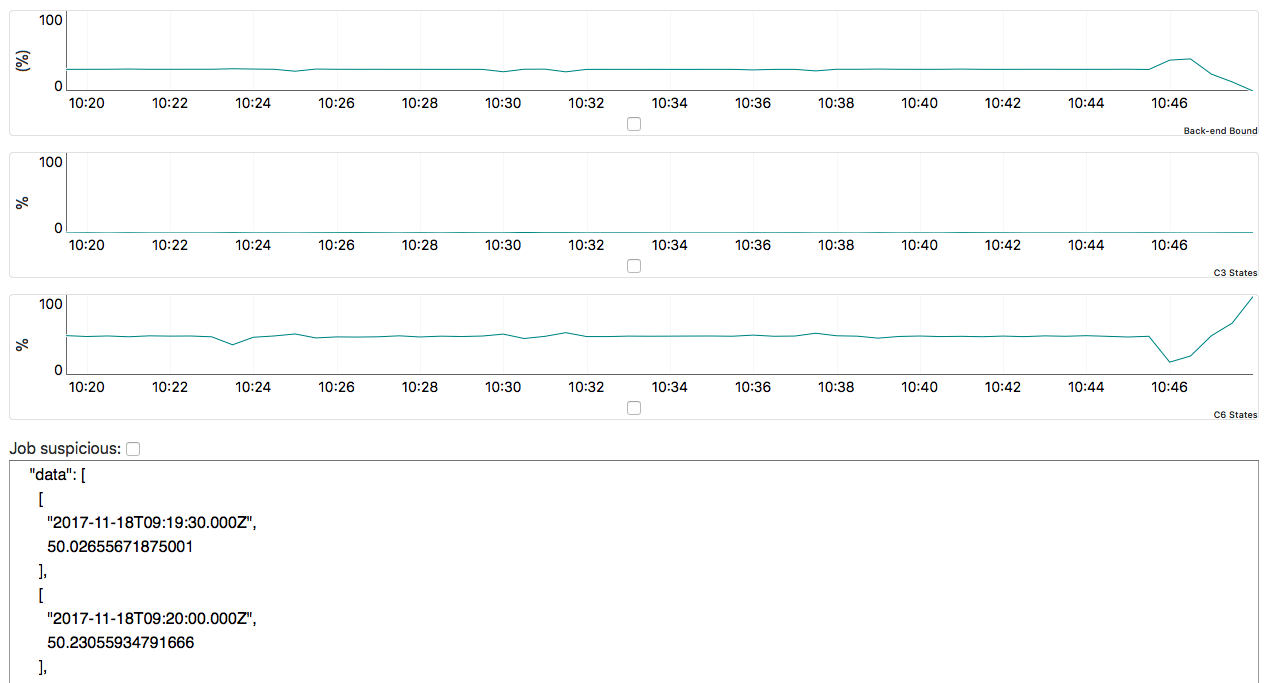 100
(%)
0
10:20 10:22 10:24 10:26 10:28 10:30 10:32 10:34 10:36 10:38 10:40 10:42 10:44 10:46
Back-end Bound
100
%
0
10:20 10:22 10:24 10:26 10:28 10:30 10:32 10:34 10:36 10:38 10:40 10:42 10:44 10:46
C3 States
100
%
0
10:20 10:22 10:24 10:26 10:28 10:30 10:32 10:34 10:36 10:38 10:40 10:42 10:44 10:46
C6 States
Job suspicious:
"data": [
[
"2017-11-18T09:19:30.000Z",
50.02655671875001
],
[
"2017-11-18T09:20:00.000Z",
50.23055934791666
],